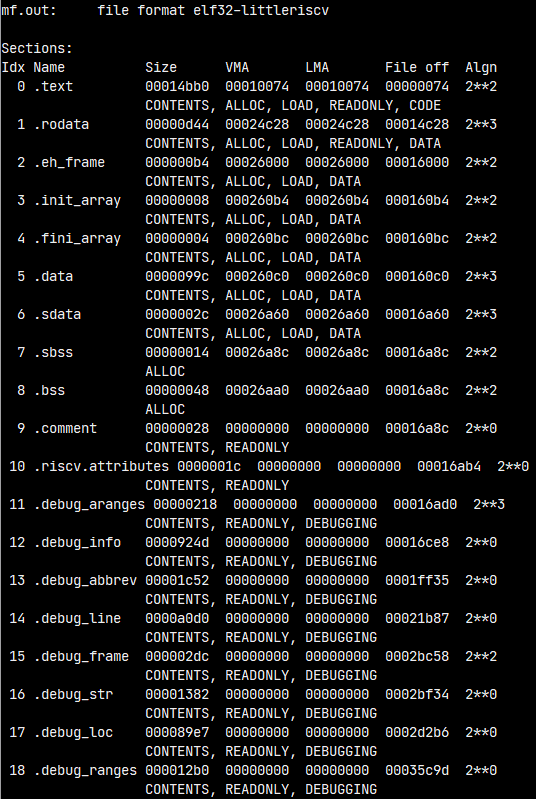 mf.out:     file format elf32-littleriscv

Sections:
Idx Name          Size      VMA       LMA       File off  Algn
  0 .text         00014bb0  00010074  00010074  00000074  2**2
                  CONTENTS, ALLOC, LOAD, READONLY, CODE
  1 .rodata       00000d44  00024c28  00024c28  00014c28  2**3
                  CONTENTS, ALLOC, LOAD, READONLY, DATA
  2 .eh_frame     000000b4  00026000  00026000  00016000  2**2
                  CONTENTS, ALLOC, LOAD, DATA
  3 .init_array   00000008  000260b4  000260b4  000160b4  2**2
                  CONTENTS, ALLOC, LOAD, DATA
  4 .fini_array   00000004  000260bc  000260bc  000160bc  2**2
                  CONTENTS, ALLOC, LOAD, DATA
  5 .data         0000099c  000260c0  000260c0  000160c0  2**3
                  CONTENTS, ALLOC, LOAD, DATA
  6 .sdata        0000002c  00026a60  00026a60  00016a60  2**3
                  CONTENTS, ALLOC, LOAD, DATA
  7 .sbss         00000014  00026a8c  00026a8c  00016a8c  2**2
                  ALLOC
  8 .bss          00000048  00026aa0  00026aa0  00016a8c  2**2
                  ALLOC
  9 .comment      00000028  00000000  00000000  00016a8c  2**0
                  CONTENTS, READONLY
 10 .riscv.attributes 0000001c  00000000  00000000  00016ab4  2**0
                  CONTENTS, READONLY
 11 .debug_aranges 00000218  00000000  00000000  00016ad0  2**3
                  CONTENTS, READONLY, DEBUGGING
 12 .debug_info   0000924d  00000000  00000000  00016ce8  2**0
                  CONTENTS, READONLY, DEBUGGING
 13 .debug_abbrev 00001c52  00000000  00000000  0001ff35  2**0
                  CONTENTS, READONLY, DEBUGGING
 14 .debug_line   0000a0d0  00000000  00000000  00021b87  2**0
                  CONTENTS, READONLY, DEBUGGING
 15 .debug_frame  000002dc  00000000  00000000  0002bc58  2**2
                  CONTENTS, READONLY, DEBUGGING
 16 .debug_str    00001382  00000000  00000000  0002bf34  2**0
                  CONTENTS, READONLY, DEBUGGING
 17 .debug_loc    000089e7  00000000  00000000  0002d2b6  2**0
                  CONTENTS, READONLY, DEBUGGING
 18 .debug_ranges 000012b0  00000000  00000000  00035c9d  2**0
                  CONTENTS, READONLY, DEBUGGING